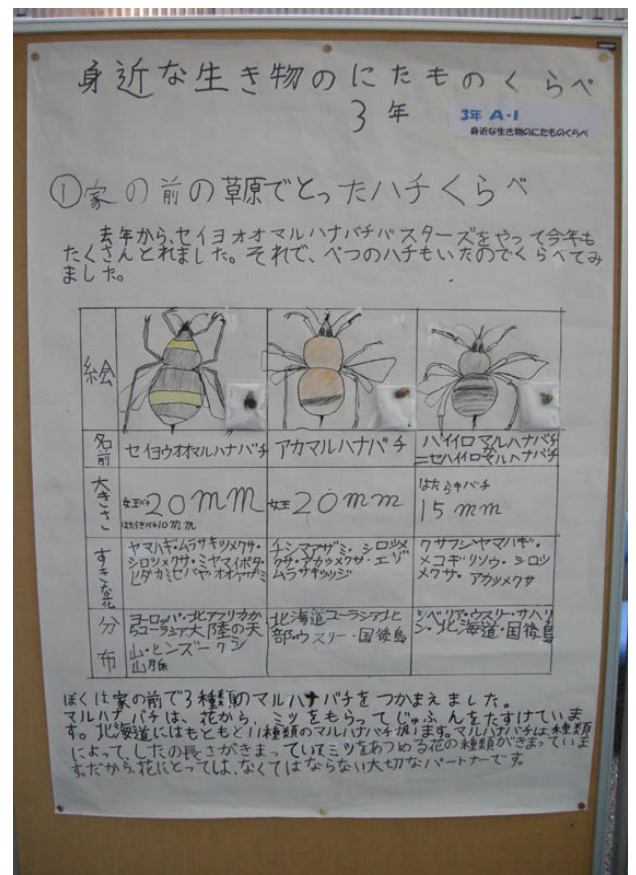 身近な生き物のにたものくらべ
3年
3年 A・1
身近な生き物のにたものくらべ
①家の前の草原でとったハチくらべ
去年から、セイヨオオマルハナバチバスターズをやって今年も
たくさんとれました。それで、べつのハチもいたのでくらべてみ
ました。
絵
名前
セイヨウオオマルハナバチ
アカマルハナバチ
ハイイロマルハナバチ
か
ニセハイイロマルハナバチ
大きさ
女王バチ20mm
はたらきバチ10mm
女王20mm
はたらきバチ
15mm
すきな花
ヤマハギ・ムラサキツメクサ・
シロツメクサ・ミヤマイボタ・
ヒダカミセバヤ・オオヤザミ
チシマアザミ・シロツメ
クサ・アカツメクサ・エゾ
ムラサキツツジ
クサフジヤマハギ・
メコギリソウ・シロツ
メクサ・アカツメクサ
分布
ヨーロッパ・北アフリカか
らユーラシア大陸の天
山・ヒンズークシ
山脈
北海道ユーラシア北
部・ウスリー・国後島
シベリア・ウスリー・サハリ
ン・北海道・国後島
ぼくは家の前で3種類のマルハナバチをつかまえました。
マルハナバチは、花から、ミツをもらってじゅふんをたすけていま
す。北海道にはもともと11種類のマルハナバチがいます。マルハナバチは種類
によって、したの長さがきまっていてミツをあつめる花の種類がきまっていま
す。だから、花にとっては、なくてはならない大切なパートナーです。